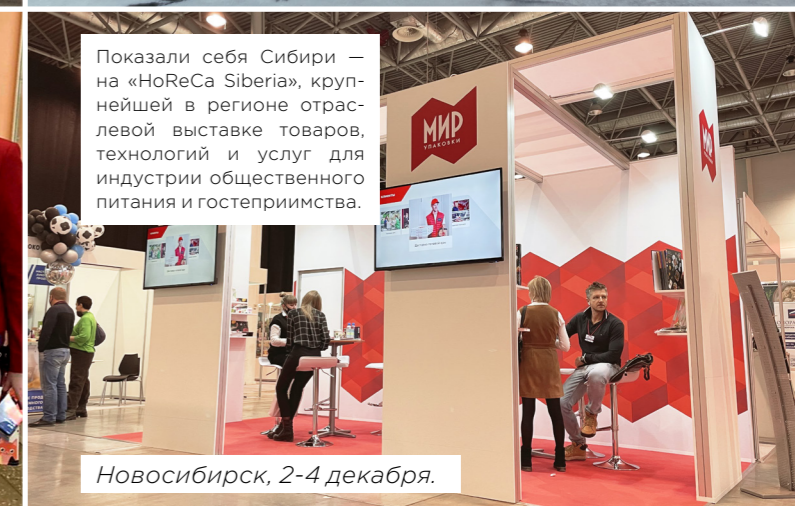 Показали себя Сибири —
на «HoReCa Siberia», круп-
нейшей в регионе отрас-
левой выставке товаров,
технологий и услуг для
индустрии общественного
питания и гостеприимства.
МИР
УПАКОВКИ
МИР
Новосибирск, 2-4 декабря.